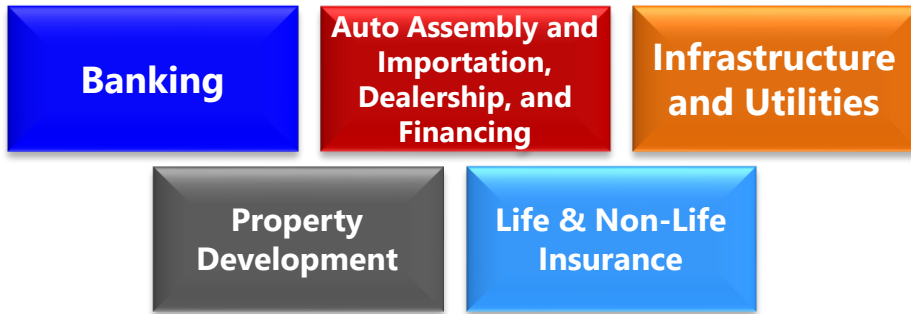 Banking
Auto Assembly and
Importation,
Dealership, and
Financing
Infrastructure
and Utilities
Property
Development
Life & Non-Life
Insurance